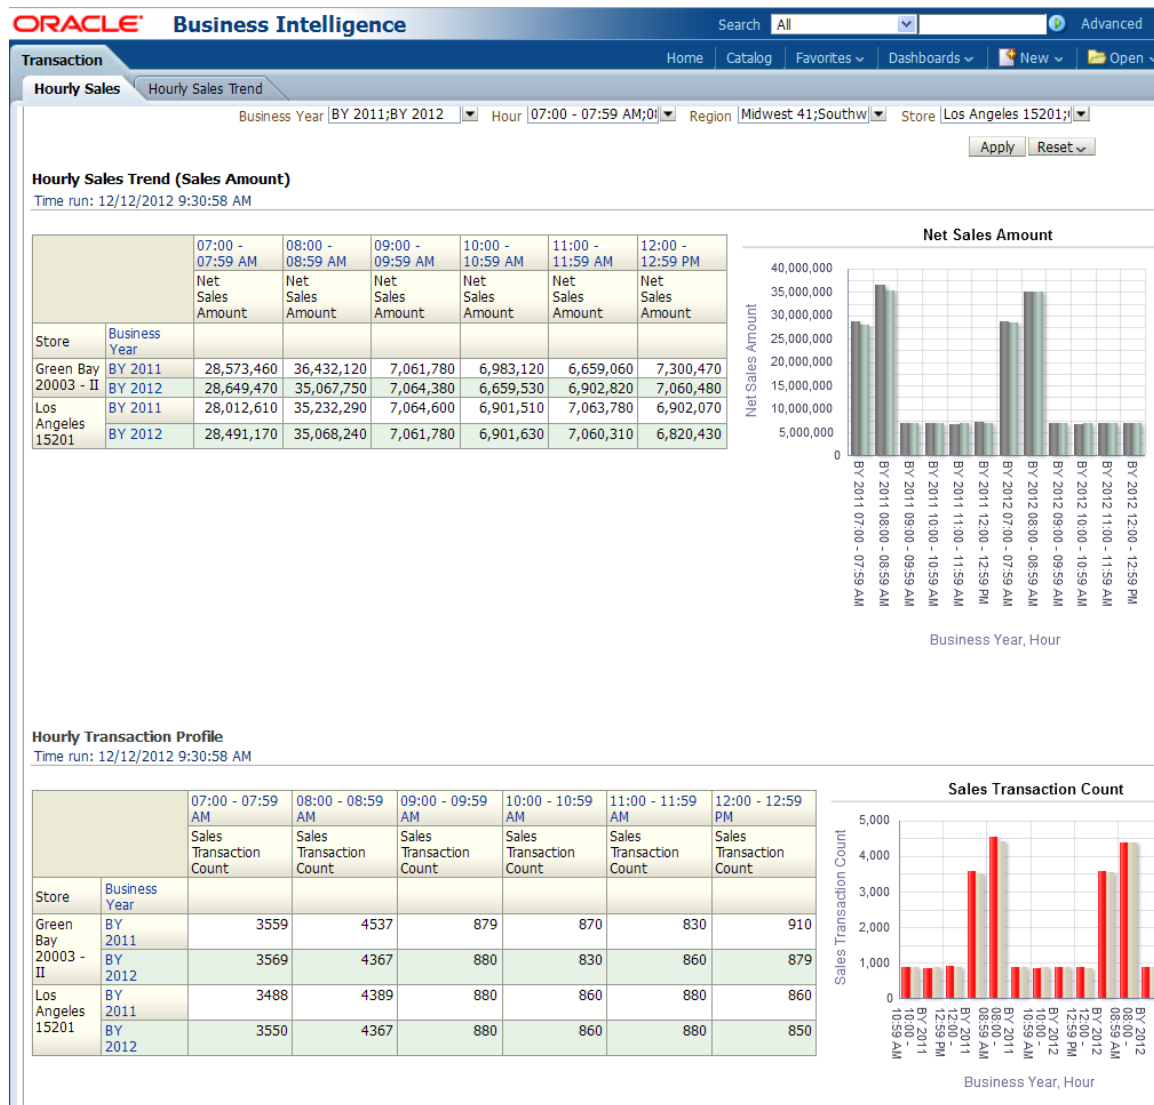 ORACLE Business Intelligence Search All Advanced
Transaction Home Catalog Favorites Dashboards New Open
Hourly Sales Hourly Sales Trend
Business Year BY 2011;BY 2012 Hour 07:00 - 07:59 AM; Region Midwest 41;Southw Store Los Angeles 15201;
Apply Reset
Hourly Sales Trend (Sales Amount)
Time run: 12/12/2012 9:30:58 AM
07:00 - 08:00 - 09:00 - 10:00 - 11:00 - 12:00 -
07:59 AM 08:59 AM 09:59 AM 10:59 AM 11:59 AM 12:59 PM
Net Net Net Net Net Net
Sales Sales Sales Sales Sales Sales
Amount Amount Amount Amount Amount Amount
Store Business
Year
Green Bay BY 2011 28,573,460 36,432,120 7,061,780 6,983,120 6,659,060 7,300,470
20003 - II BY 2012 28,649,470 35,067,750 7,064,380 6,659,530 6,902,820 7,060,480
Los BY 2011 28,012,610 35,232,290 7,064,600 6,901,510 7,063,780 6,902,070
Angeles
15201 BY 2012 28,491,170 35,068,240 7,061,780 6,901,630 7,060,310 6,820,430
Net Sales Amount
Net Sales Amount
40,000,000
35,000,000
30,000,000
25,000,000
20,000,000
15,000,000
10,000,000
5,000,000
0
BY 2011 07:00 - 07:59 AM
BY 2011 08:00 - 08:59 AM
BY 2011 09:00 - 09:59 AM
BY 2011 10:00 - 10:59 AM
BY 2011 11:00 - 11:59 AM
BY 2011 12:00 - 12:59 PM
BY 2012 07:00 - 07:59 AM
BY 2012 08:00 - 08:59 AM
BY 2012 09:00 - 09:59 AM
BY 2012 10:00 - 10:59 AM
BY 2012 11:00 - 11:59 AM
BY 2012 12:00 - 12:59 PM
Business Year, Hour
Hourly Transaction Profile
Time run: 12/12/2012 9:30:58 AM
07:00 - 07:59 08:00 - 08:59 09:00 - 09:59 10:00 - 10:59 11:00 - 11:59 12:00 - 12:59
AM AM AM AM AM PM
Sales Sales Sales Sales Sales Sales
Transaction Transaction Transaction Transaction Transaction Transaction
Count Count Count Count Count Count
Store Business
Year
Green BY 3559 4537 879 870 830 910
Bay 2011
20003 - BY 3569 4367 880 830 860 879
II 2012
Los BY 3488 4389 880 860 880 860
Angeles 2011
15201 BY 3550 4367 880 860 880 850
2012
Sales Transaction Count
Sales Transaction Count
5,000
4,000
3,000
2,000
1,000
0
BY 2011
10:00 -
10:59 AM
BY 2011
12:00 -
12:59 PM
BY 2011
08:00 -
08:59 AM
BY 2012
10:00 -
10:59 AM
BY 2012
12:00 -
12:59 PM
BY 2012
08:00 -
08:59 AM
Business Year, Hour